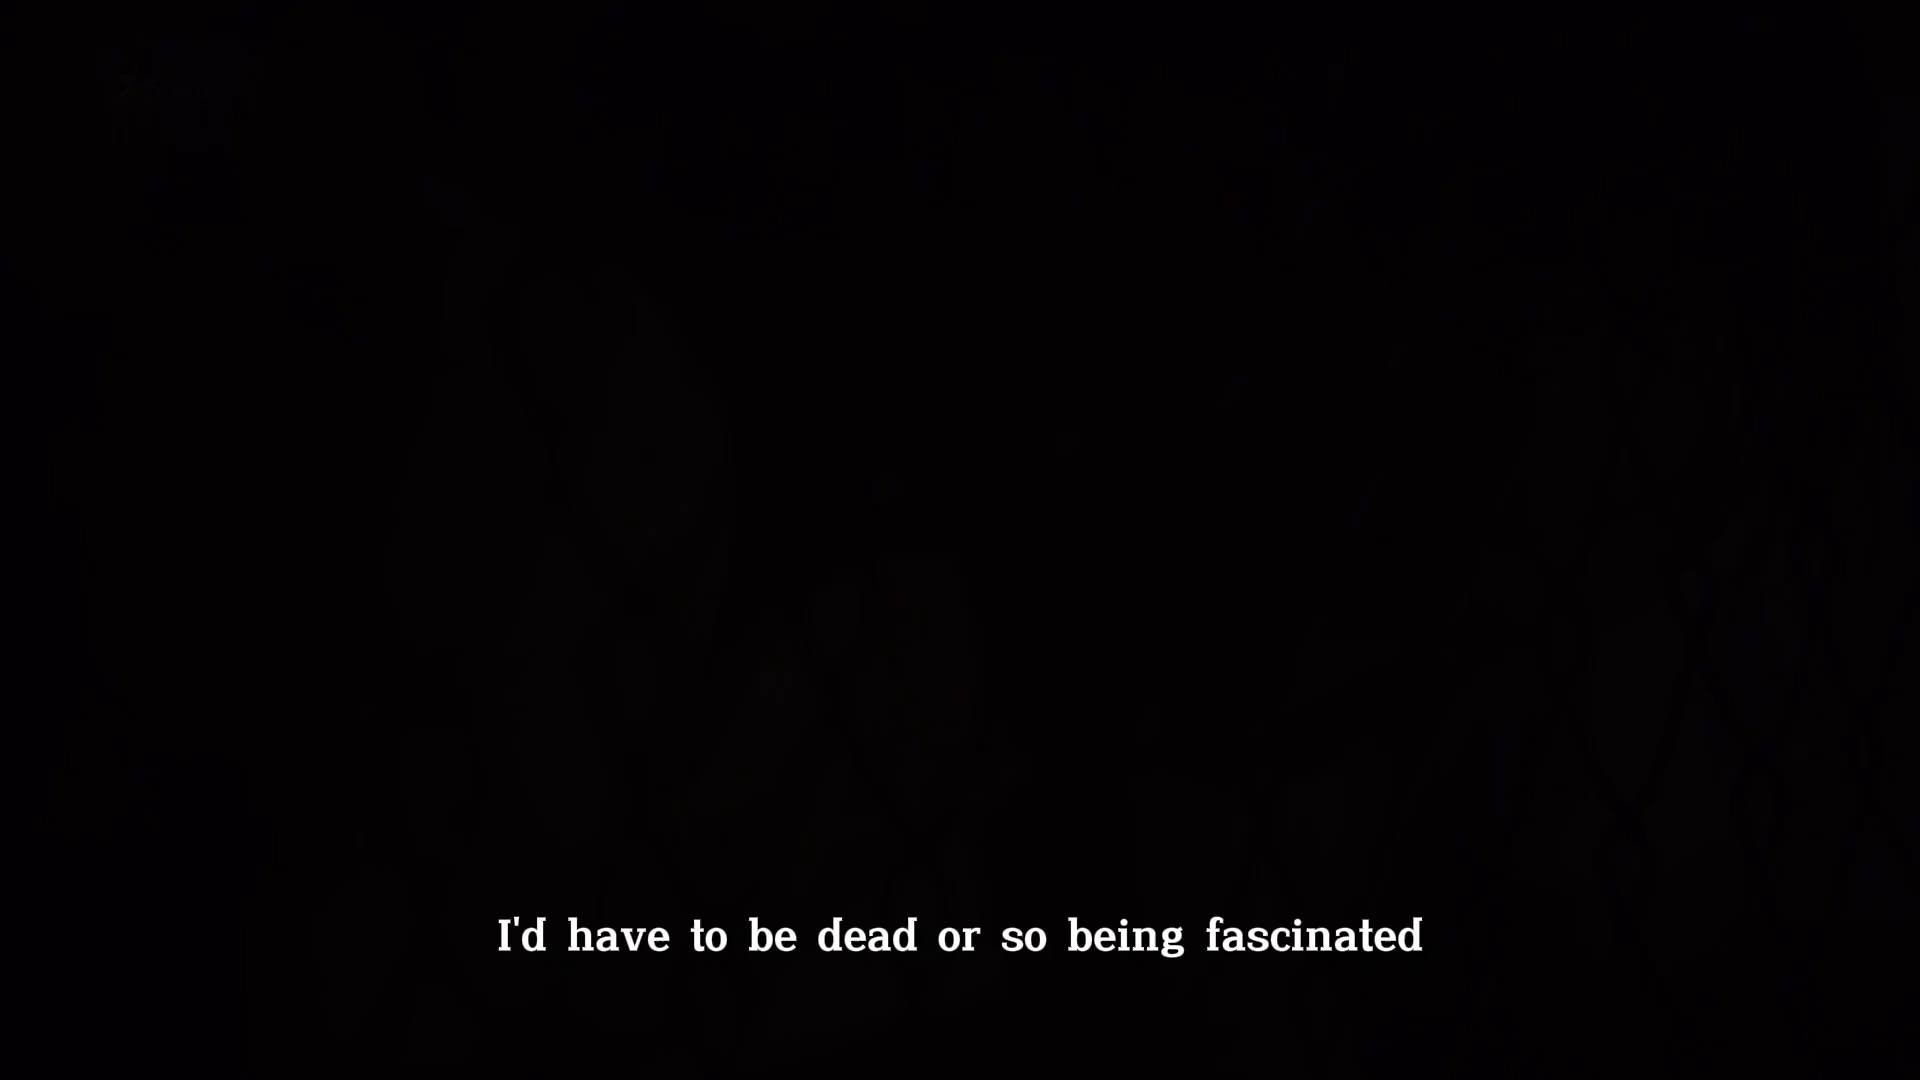 I'd have to be dead or so being fascinated